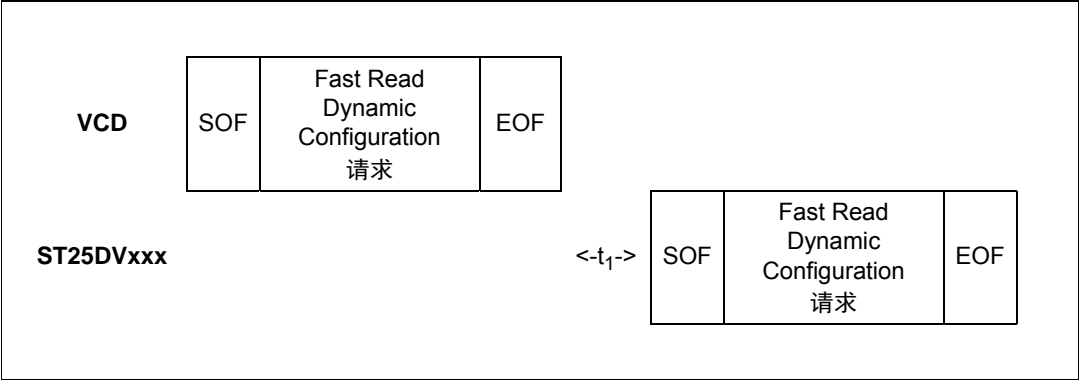 VCD
SOF
Fast Read
Dynamic
Configuration
请求
EOF
ST25DVxxx
<-t₁->
SOF
Fast Read
Dynamic
Configuration
请求
EOF